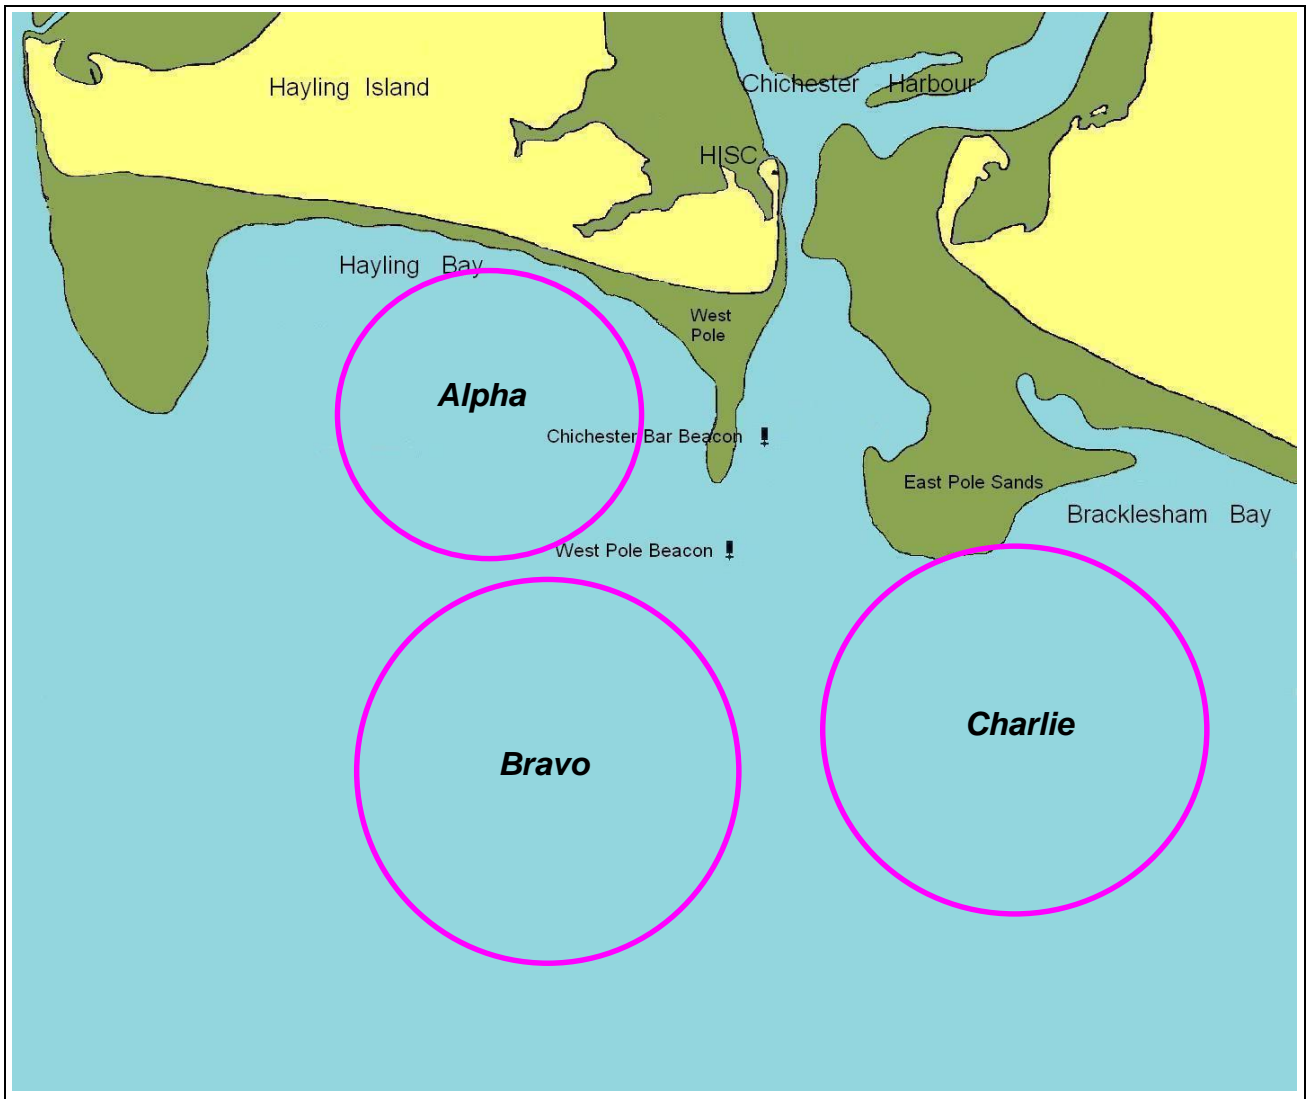 Hayling Island
Chichester Harbour
HISC
Hayling Bay
West
Pole
Alpha
Chichester Bar Beacon
East Pole Sands
Bracklesham Bay
West Pole Beacon
Charlie
Bravo